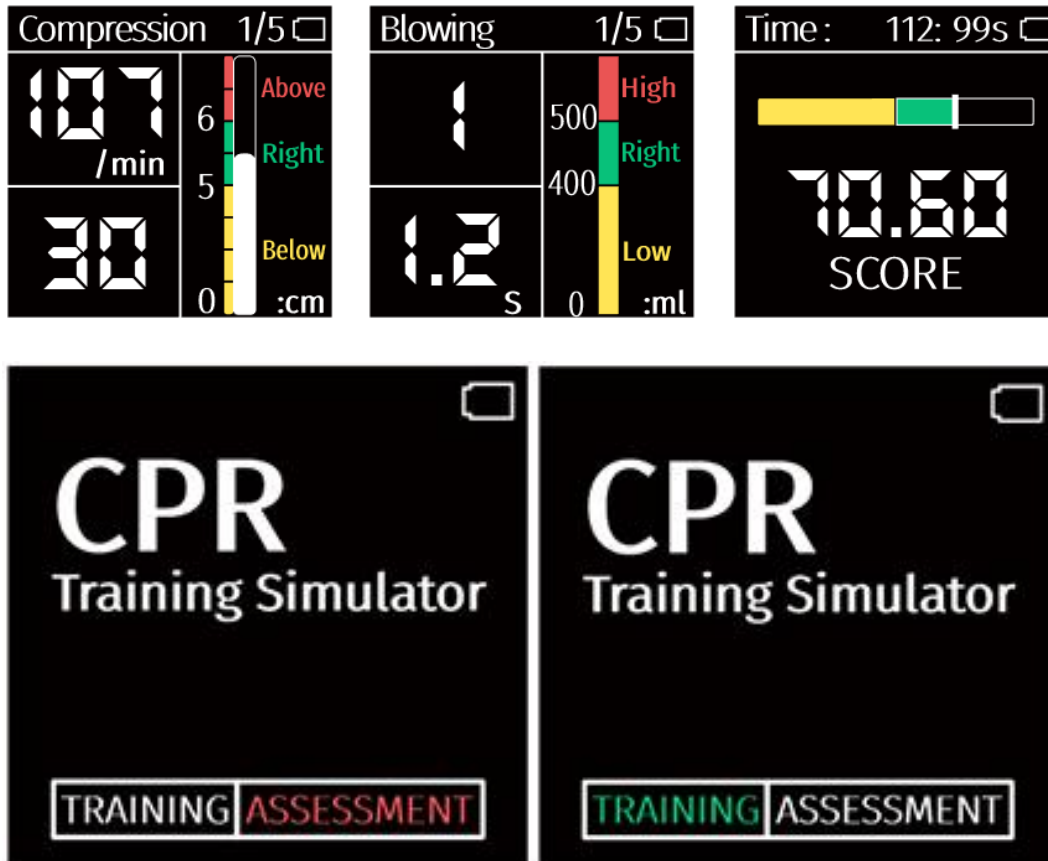 Compression 1/5
107
/min
30
6
5
0
Above
Right
Below
:cm
Blowing 1/5
1
1.2
s
500
400
0
High
Right
Low
:ml
Time: 112: 99s
70.60
SCORE
CPR
Training Simulator
TRAINING ASSESSMENT
CPR
Training Simulator
TRAINING ASSESSMENT